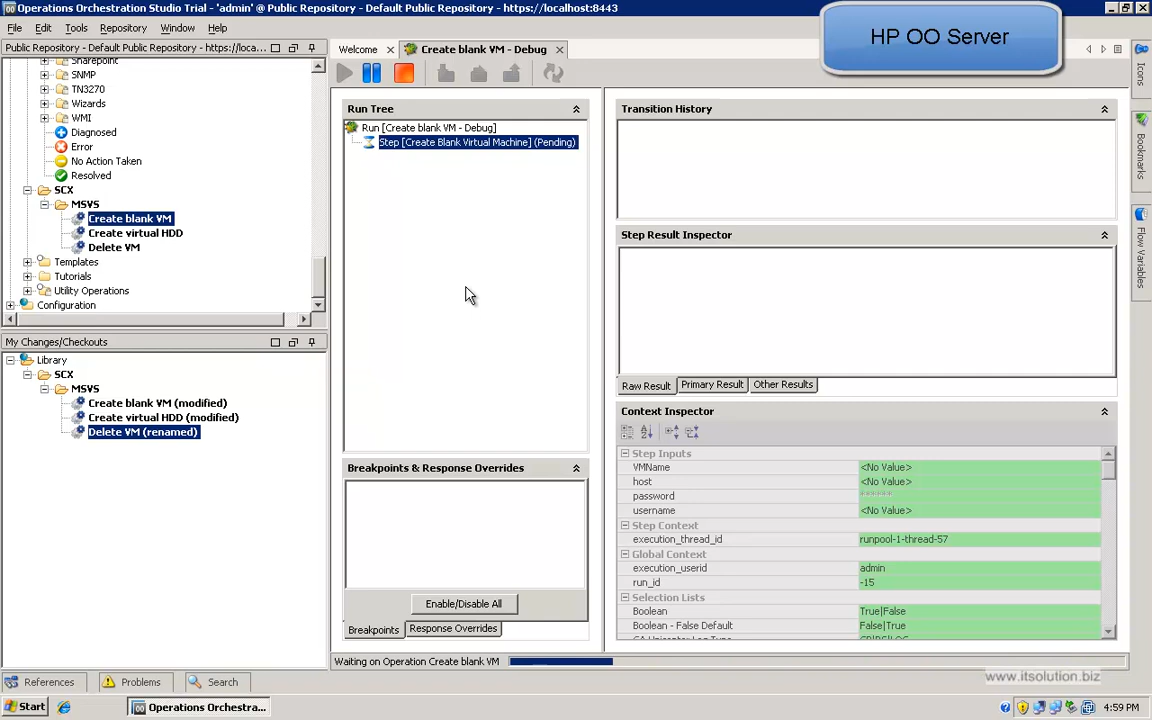 Operations Orchestration Studio Trial - 'admin' @ Public Repository - Default Public Repository - https://localhost:8443
HP OO Server
File Edit Tools Repository Window Help
Public Repository - Default Public Repository - https://loca...
Sharepoint
SNMP
TN3270
Wizards
WMI
Diagnosed
Error
No Action Taken
Resolved
SCX
MSVS
Create blank VM
Create virtual HDD
Delete VM
Templates
Tutorials
Utility Operations
Configuration
My Changes/Checkouts
Library
SCX
MSVS
Create blank VM (modified)
Create virtual HDD (modified)
Delete VM (renamed)
Welcome
Create blank VM - Debug
Run Tree
Run [Create blank VM - Debug]
Step [Create Blank Virtual Machine] (Pending)
Breakpoints & Response Overrides
Enable/Disable All
Breakpoints Response Overrides
Transition History
Step Result Inspector
Raw Result Primary Result Other Results
Context Inspector
Step Inputs
VMName <No Value>
host <No Value>
password *******
username <No Value>
Step Context
execution_thread_id runpool-1-thread-57
Global Context
execution_userid admin
run_id -15
Selection Lists
Boolean True|False
Boolean - False Default False|True
Icons
Bookmarks
Flow Variables
Waiting on Operation Create blank VM
References Problems Search
www.itsolution.biz
Start Operations Orchestra... 4:59 PM